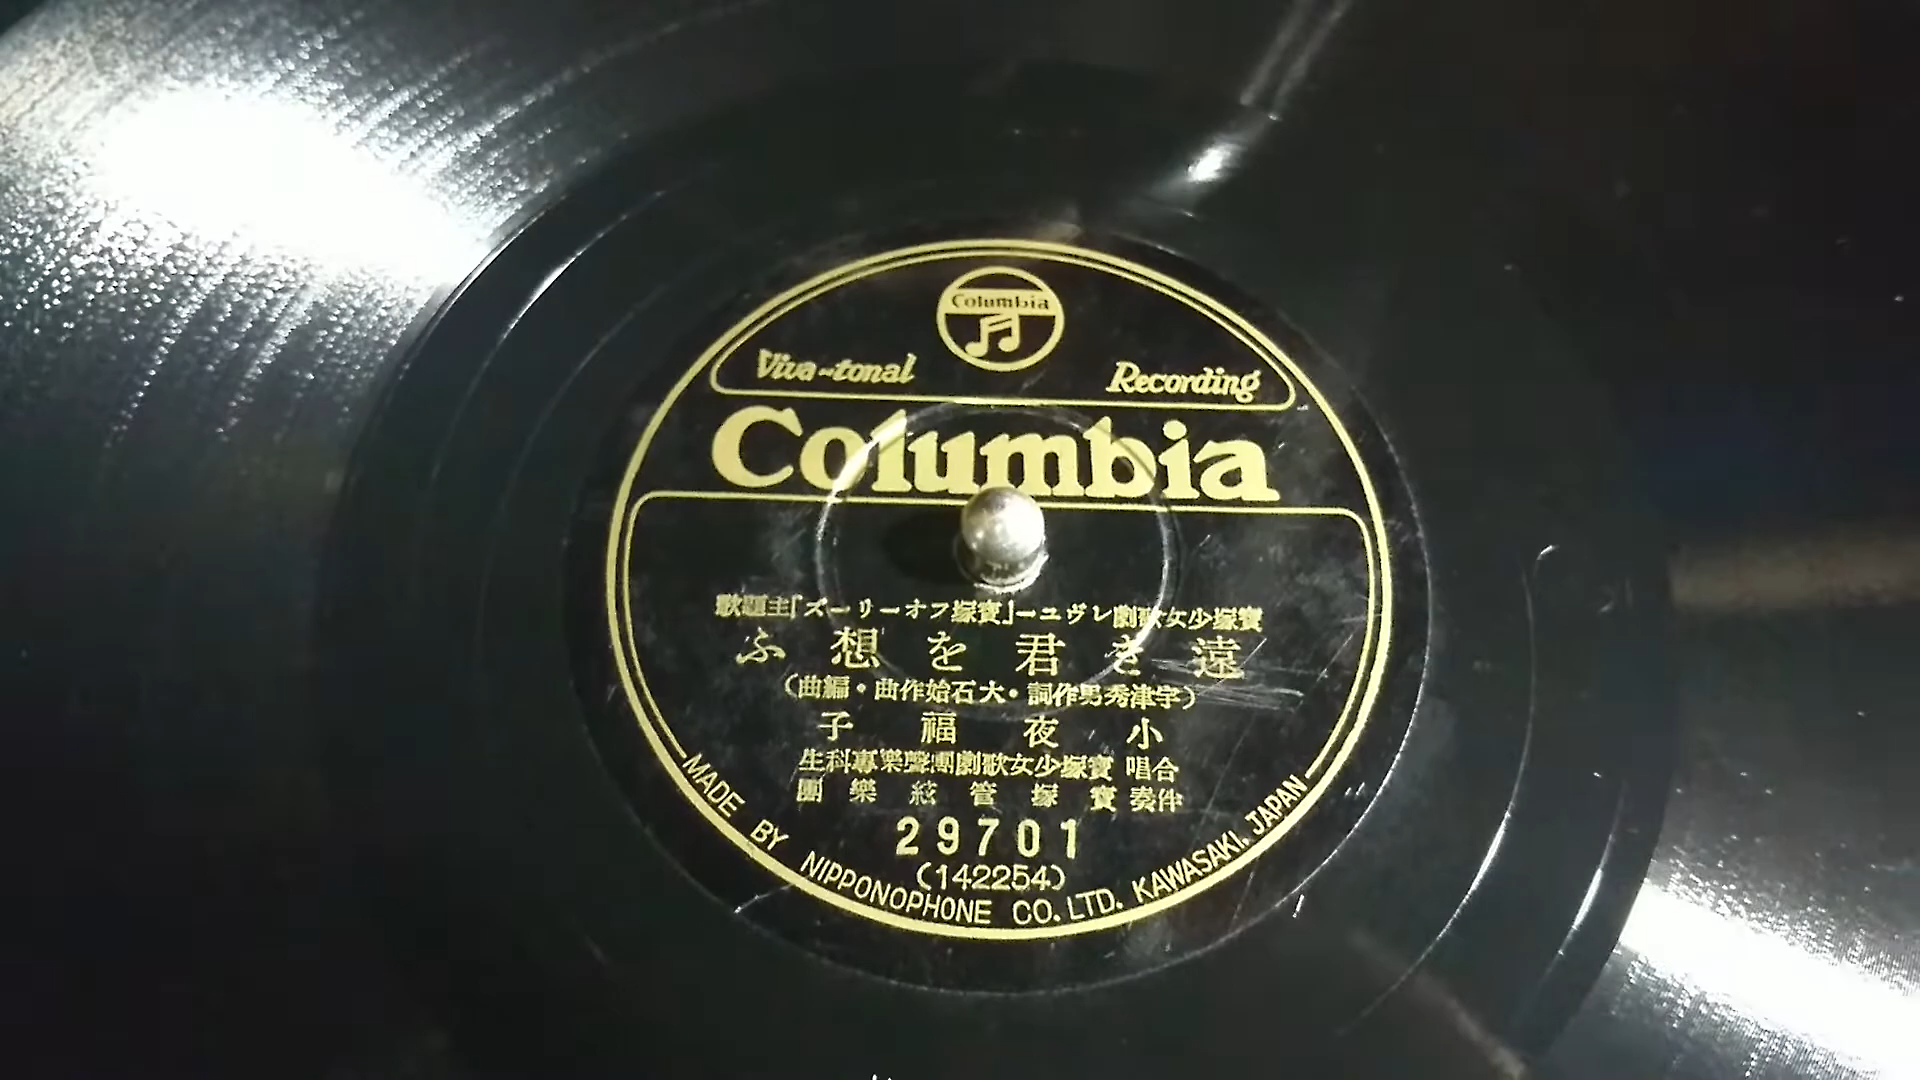 Columbia
Viva-tonal Recording
Columbia
寶塚少女歌劇レヴユー「寶塚フオーリーズ」主題歌
遠き君を想ふ
(宇津秀男作詞・大石始作曲・編曲)
小夜福子
合唱 寶塚少女歌劇團聲樂專科生
伴奏 寶塚管絃樂團
29701
(142254)
MADE BY NIPPONOPHONE CO. LTD. KAWASAKI, JAPAN